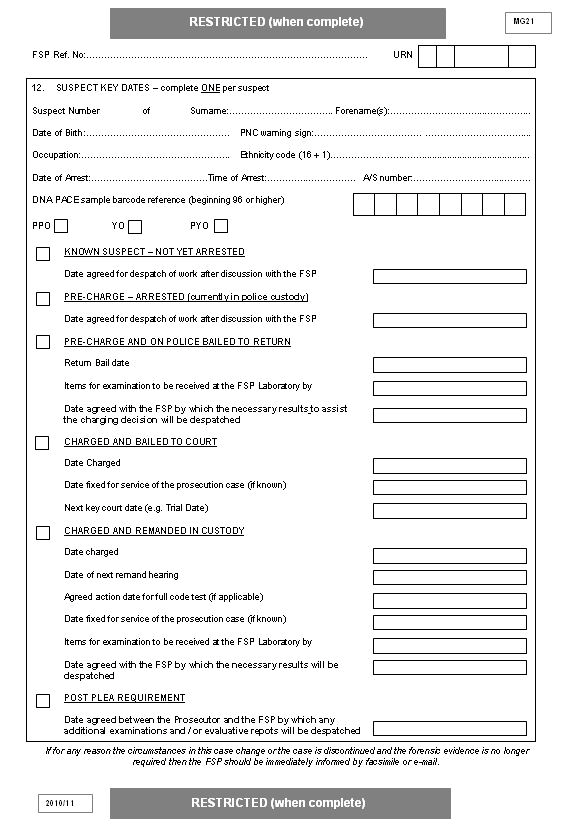 RESTRICTED (when complete)
MG21
FSP Ref. No:
URN
12. SUSPECT KEY DATES – complete ONE per suspect
Suspect Number of Surname: Forename(s):
Date of Birth: PNC warning sign:
Occupation: Ethnicity code (16 + 1)
Date of Arrest: Time of Arrest: A/S number:
DNA PACE sample barcode reference (beginning 96 or higher)
PPO YO PYO
KNOWN SUSPECT – NOT YET ARRESTED
Date agreed for despatch of work after discussion with the FSP
PRE-CHARGE – ARRESTED (currently in police custody)
Date agreed for despatch of work after discussion with the FSP
PRE-CHARGE AND ON POLICE BAILED TO RETURN
Return Bail date
Items for examination to be received at the FSP Laboratory by
Date agreed with the FSP by which the necessary results to assist
the charging decision will be despatched
CHARGED AND BAILED TO COURT
Date Charged
Date fixed for service of the prosecution case (if known)
Next key court date (e.g. Trial Date)
CHARGED AND REMANDED IN CUSTODY
Date charged
Date of next remand hearing
Agreed action date for full code test (if applicable)
Date fixed for service of the prosecution case (if known)
Items for examination to be received at the FSP Laboratory by
Date agreed with the FSP by which the necessary results will be
despatched
POST PLEA REQUIREMENT
Date agreed between the Prosecutor and the FSP by which any
additional examinations and / or evaluative repots will be despatched
If for any reason the circumstances in this case change or the case is discontinued and the forensic evidence is no longer
required then the FSP should be immediately informed by facsimile or e-mail.
2010/11
RESTRICTED (when complete)